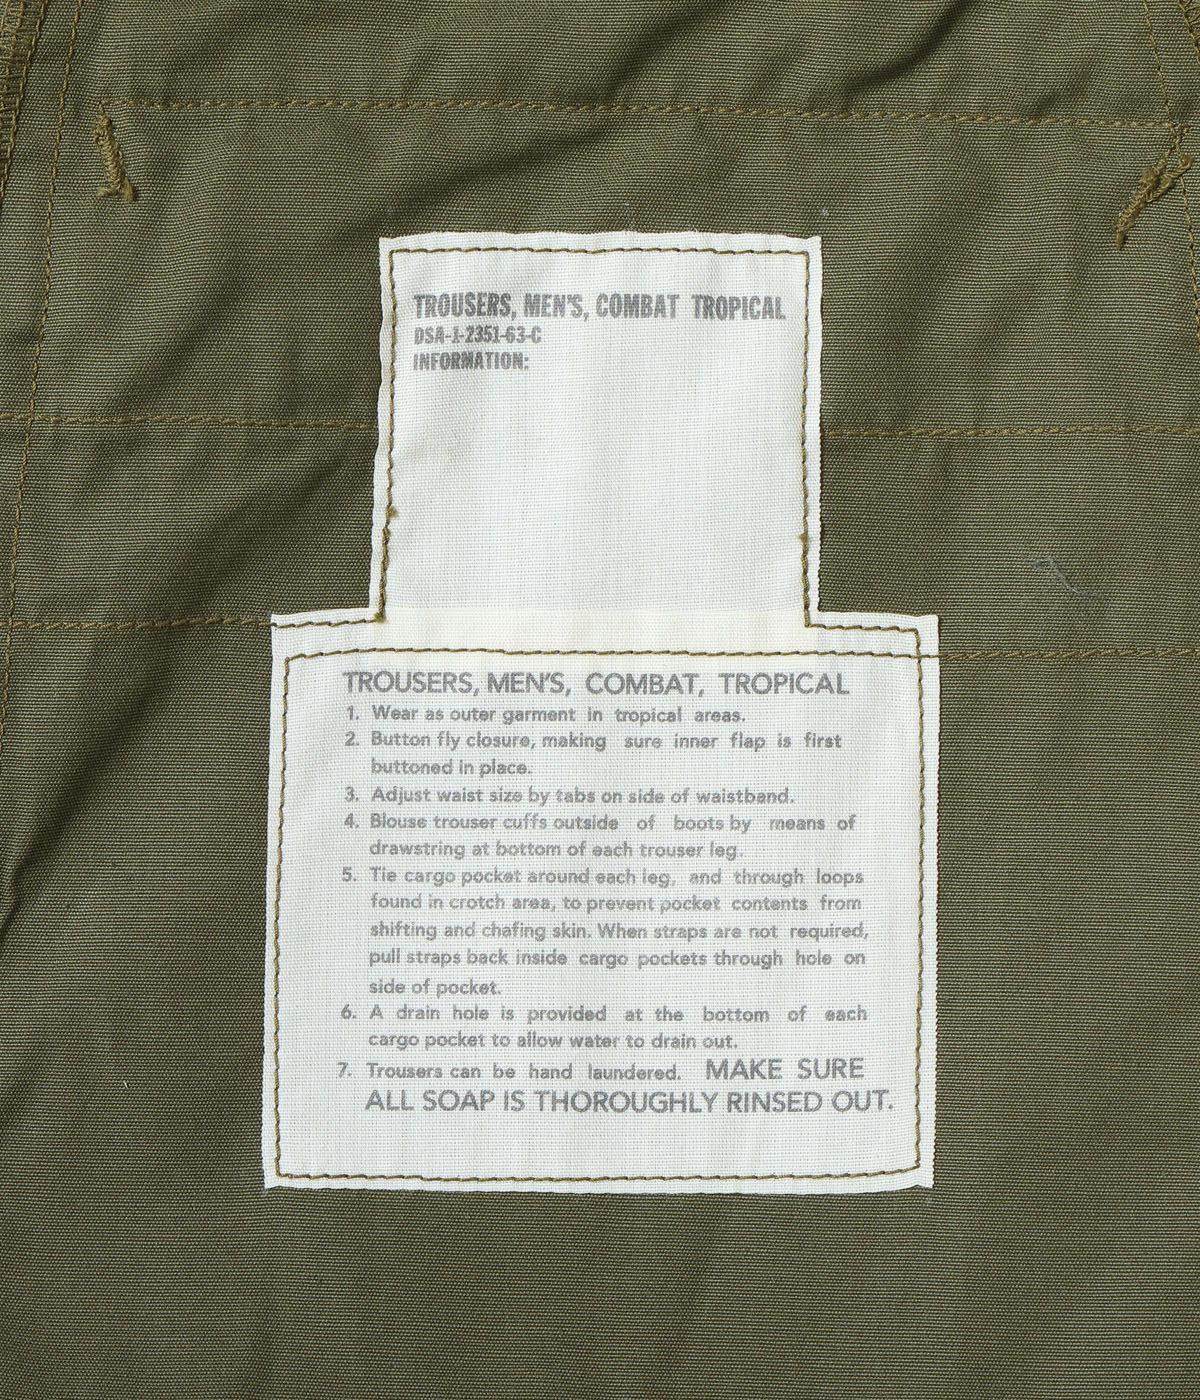 TROUSERS, MEN'S, COMBAT TROPICAL
DSA-1-2351-63-C
INFORMATION:
TROUSERS, MEN'S, COMBAT, TROPICAL
1. Wear as outer garment in tropical areas.
2. Button fly closure, making sure inner flap is first
buttoned in place.
3. Adjust waist size by tabs on side of waistband.
4. Blouse trouser cuffs outside of boots by means of
drawstring at bottom of each trouser leg.
5. Tie cargo pocket around each leg, and through loops
found in crotch area, to prevent pocket contents from
shifting and chafing skin. When straps are not required,
pull straps back inside cargo pockets through hole on
side of pocket.
6. A drain hole is provided at the bottom of each
cargo pocket to allow water to drain out.
7. Trousers can be hand laundered. MAKE SURE
ALL SOAP IS THOROUGHLY RINSED OUT.